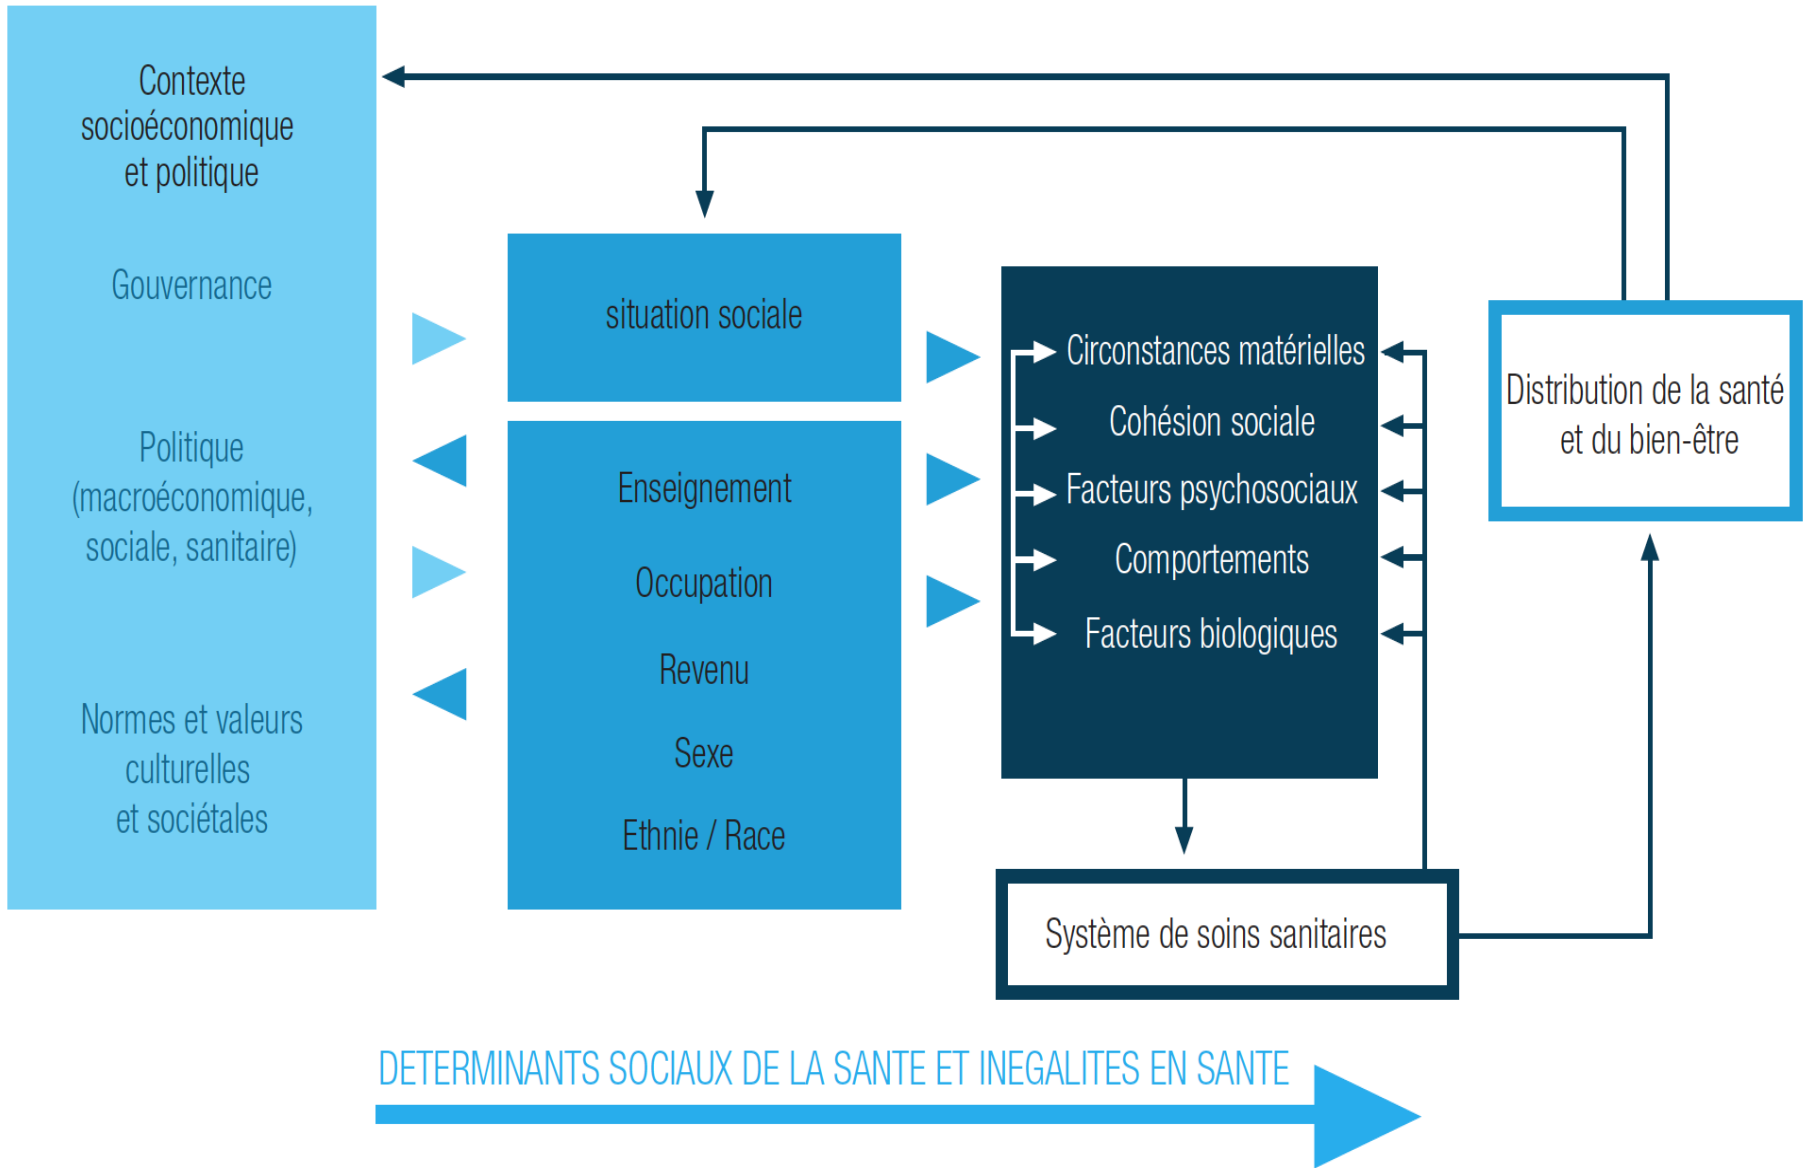 Contexte
socioéconomique
et politique
Gouvernance
Politique
(macroéconomique,
sociale, sanitaire)
Normes et valeurs
culturelles
et sociétales
situation sociale
Enseignement
Occupation
Revenu
Sexe
Ethnie / Race
Circonstances matérielles
Cohésion sociale
Facteurs psychosociaux
Comportements
Facteurs biologiques
Distribution de la santé
et du bien-être
Système de soins sanitaires
DETERMINANTS SOCIAUX DE LA SANTE ET INEGALITES EN SANTE